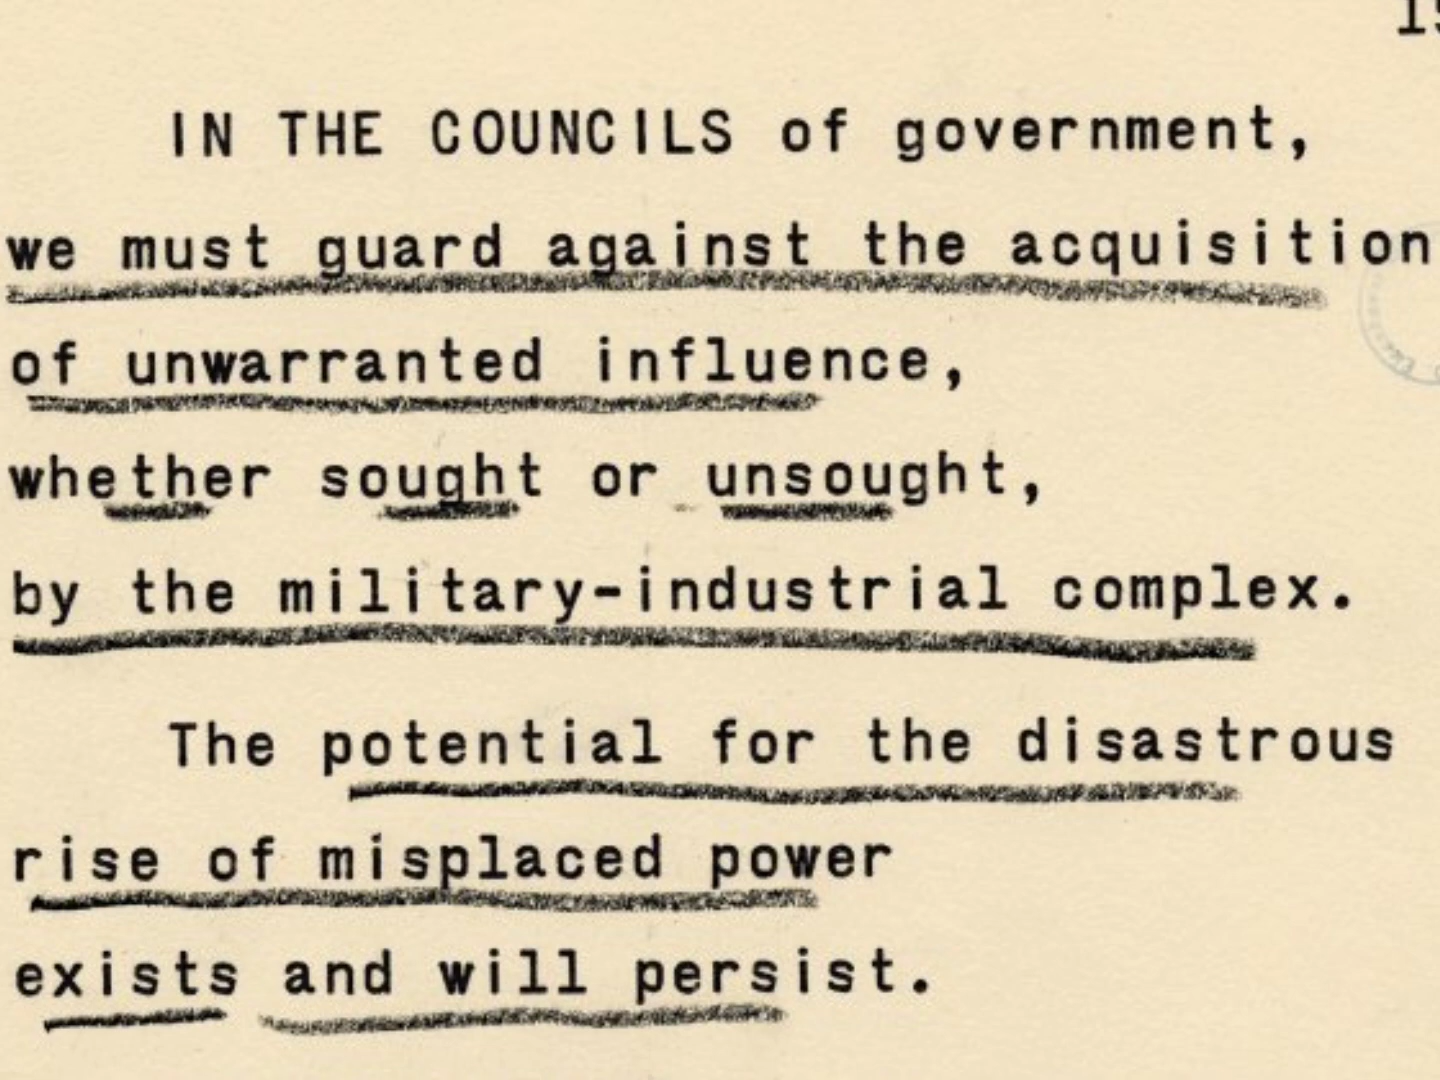 IN THE COUNCILS of government,
we must guard against the acquisition
of unwarranted influence,
whether sought or unsought,
by the military-industrial complex.
The potential for the disastrous
rise of misplaced power
exists and will persist.